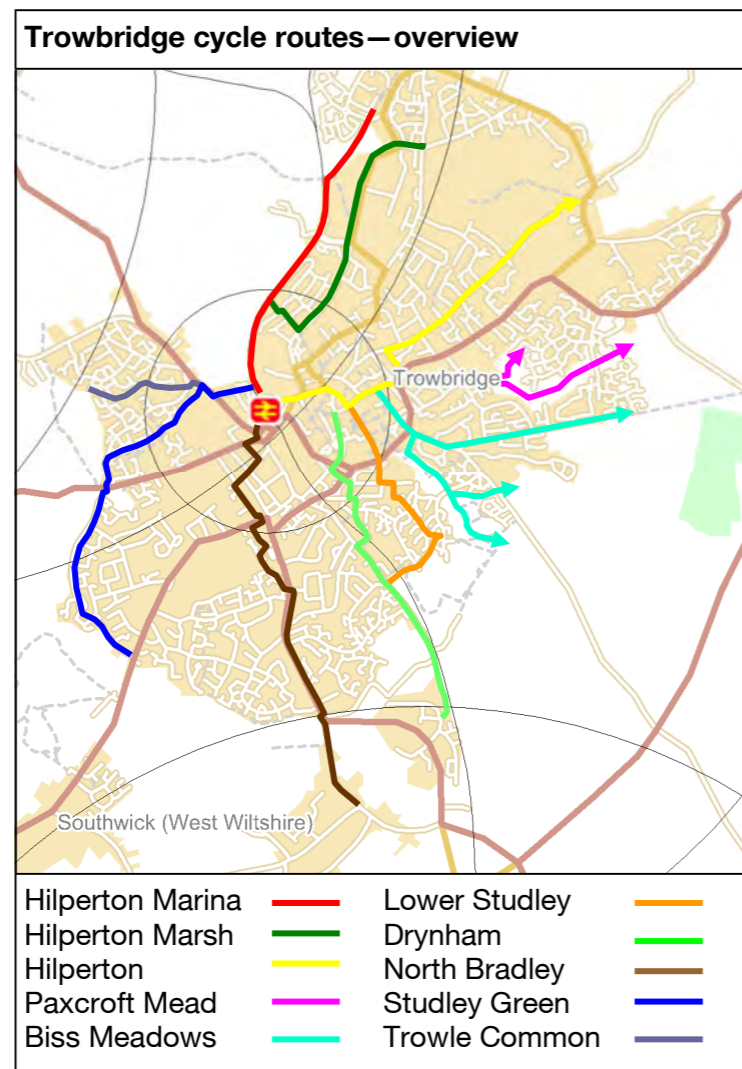 Trowbridge cycle routes—overview
Trowbridge
Southwick (West Wiltshire)
Hilperton Marina
Hilperton Marsh
Hilperton
Paxcroft Mead
Biss Meadows
Lower Studley
Drynham
North Bradley
Studley Green
Trowle Common